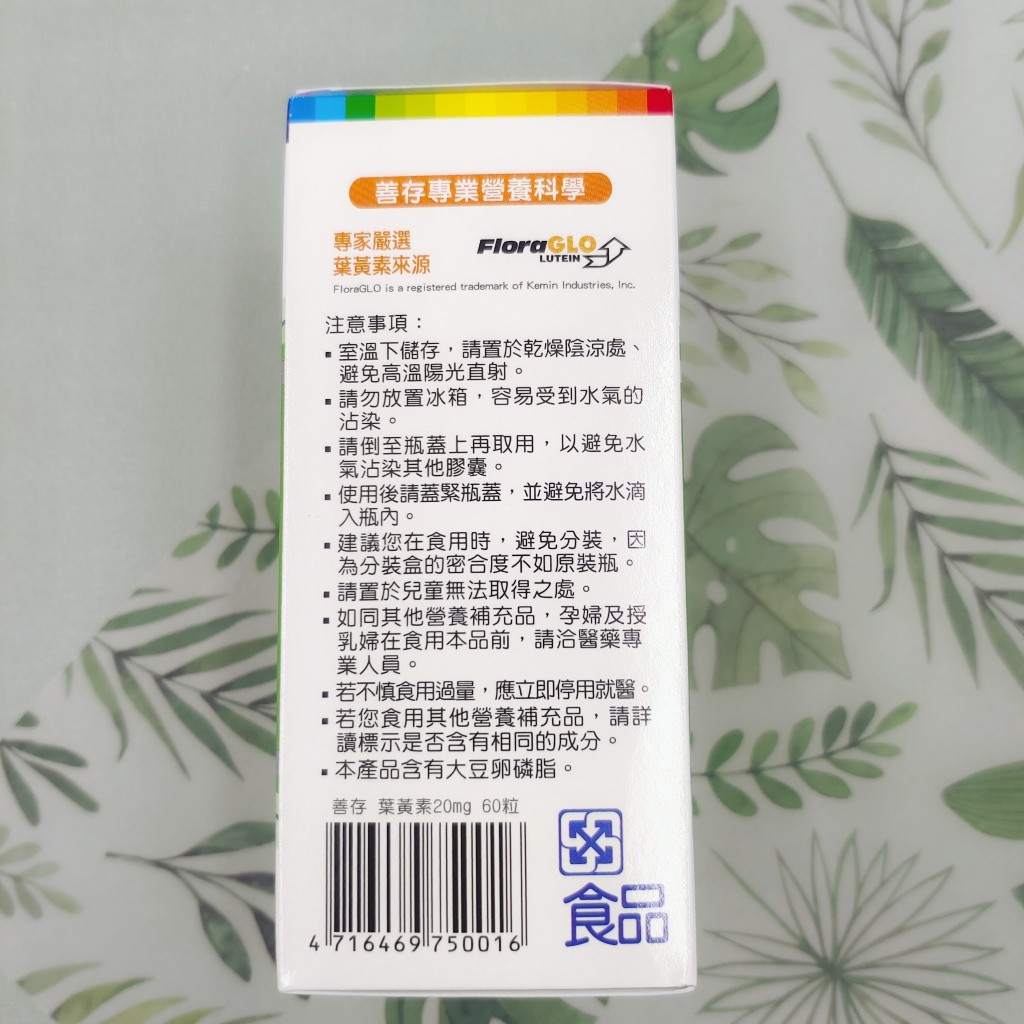 善存專業營養科學
專家嚴選
葉黃素來源
FloraGLO
LUTEIN
FloraGLO is a registered trademark of Kemin Industries, Inc.
注意事項：
▪ 室溫下儲存，請置於乾燥陰涼處、
避免高溫陽光直射。
▪ 請勿放置冰箱，容易受到水氣的
沾染。
▪ 請倒至瓶蓋上再取用，以避免水
氣沾染其他膠囊。
▪ 使用後請蓋緊瓶蓋，並避免將水滴
入瓶內。
▪ 建議您在食用時，避免分裝，因
為分裝盒的密合度不如原裝瓶。
▪ 請置於兒童無法取得之處。
▪ 如同其他營養補充品，孕婦及授
乳婦在食用本品前，請洽醫藥專
業人員。
▪ 若不慎食用過量，應立即停用就醫。
▪ 若您食用其他營養補充品，請詳
讀標示是否含有相同的成分。
▪ 本產品含有大豆卵磷脂。
善存 葉黃素20mg 60粒
4 716469 750016
食品